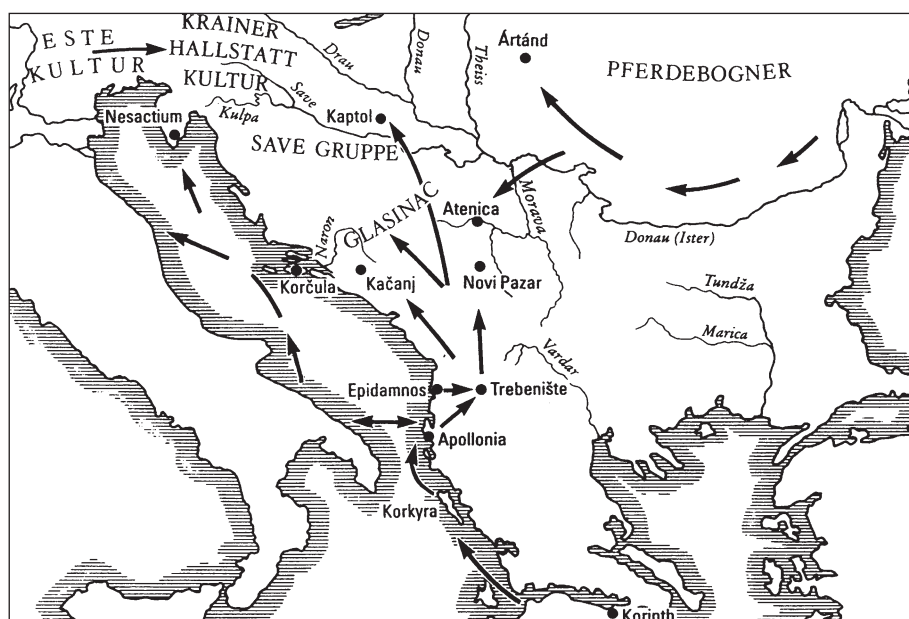 ESTE
KULTUR
KRAINER
HALLSTATT
KULTUR
Drau
Donau
Theiss
Ártánd
PFERDEBOGNER
Nesactium
Kulpa
Save
Kaptol
SAVE GRUPPE
Morava
Atenica
GLASINAC
Naron
Donau (Ister)
Korčula
Kačanj
Novi Pazar
Tundža
Marica
Vardar
Epidamnos
Trebenište
Apollonia
Korkyra
Korinth